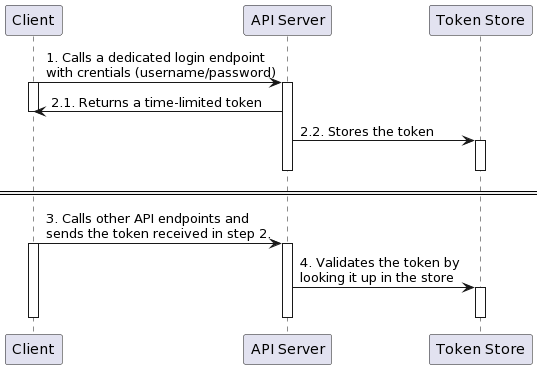 Client
API Server
Token Store
1. Calls a dedicated login endpoint
with crentials (username/password)
2.1. Returns a time-limited token
2.2. Stores the token
3. Calls other API endpoints and
sends the token received in step 2.
4. Validates the token by
looking it up in the store
Client
API Server
Token Store